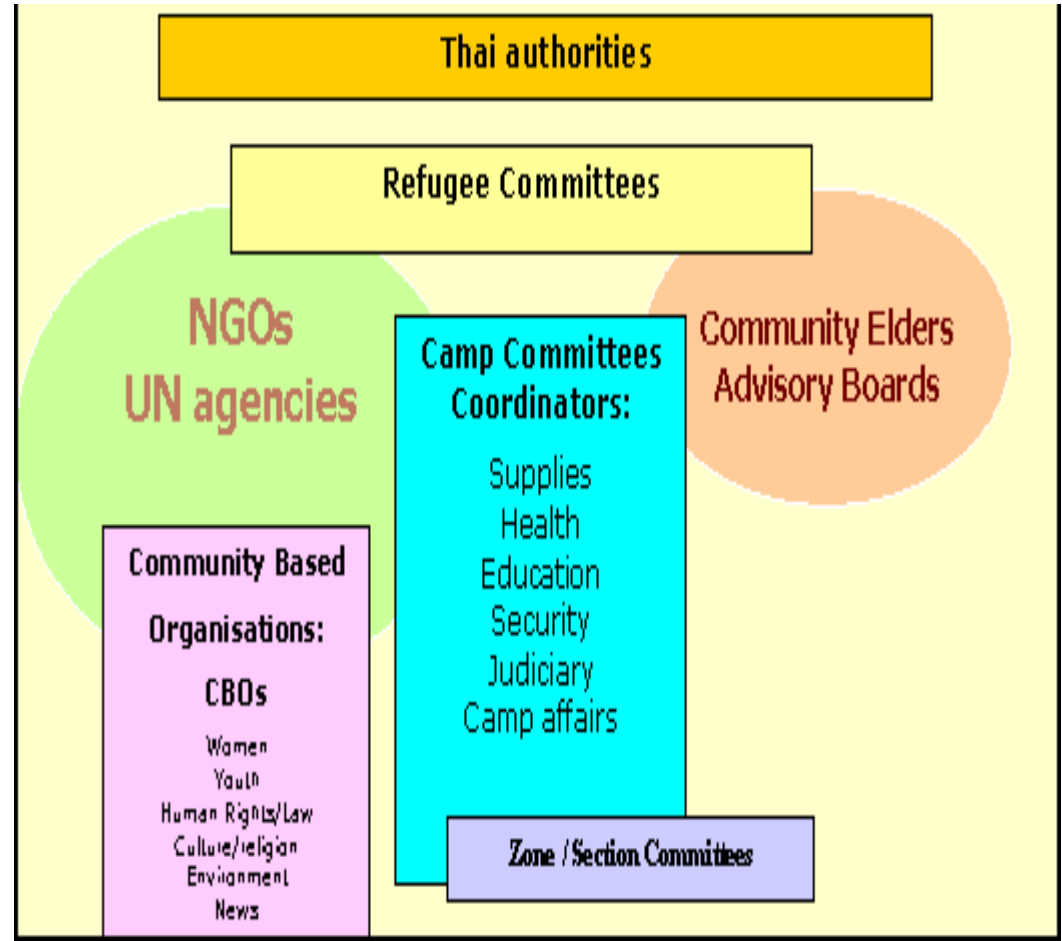 Thai authorities
Refugee Committees
NGOs
UN agencies
Community Elders
Advisory Boards
Camp Committees
Coordinators:
Supplies
Health
Education
Security
Judiciary
Camp affairs
Community Based
Organisations:
CBOs
Women
Youth
Human Rights/Law
Culture/religion
Environment
News
Zone / Section Committees